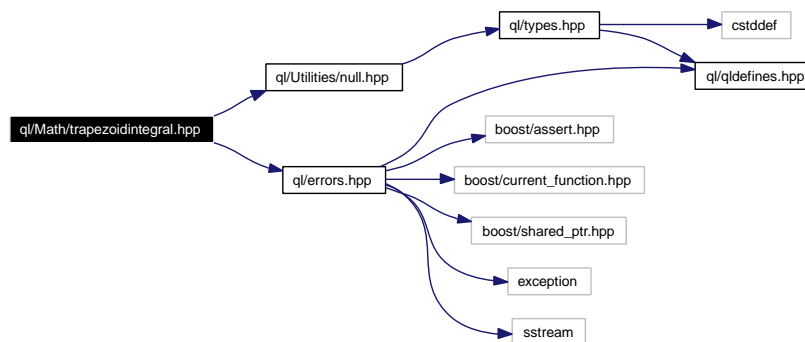 ql/types.hpp
cstddef
ql/Utilities/null.hpp
ql/qldefines.hpp
ql/Math/trapezoidintegral.hpp
boost/assert.hpp
ql/errors.hpp
boost/current_function.hpp
boost/shared_ptr.hpp
exception
sstream